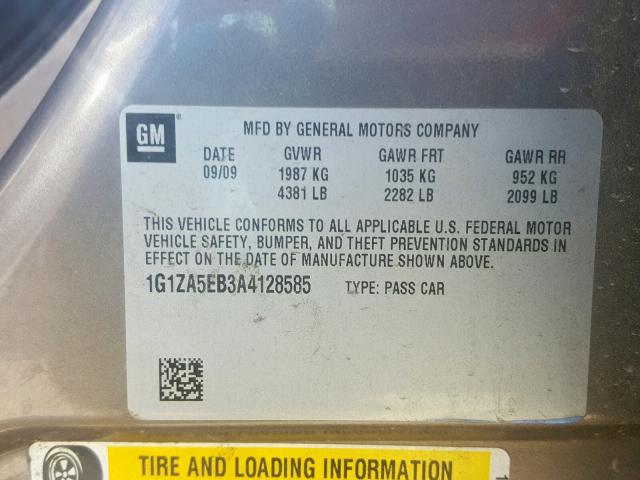 GM
MFD BY GENERAL MOTORS COMPANY
DATE GVWR GAWR FRT GAWR RR
09/09 1987 KG 1035 KG 952 KG
4381 LB 2282 LB 2099 LB
THIS VEHICLE CONFORMS TO ALL APPLICABLE U.S. FEDERAL MOTOR
VEHICLE SAFETY, BUMPER, AND THEFT PREVENTION STANDARDS IN
EFFECT ON THE DATE OF MANUFACTURE SHOWN ABOVE.
1G1ZA5EB3A4128585 TYPE: PASS CAR
TIRE AND LOADING INFORMATION